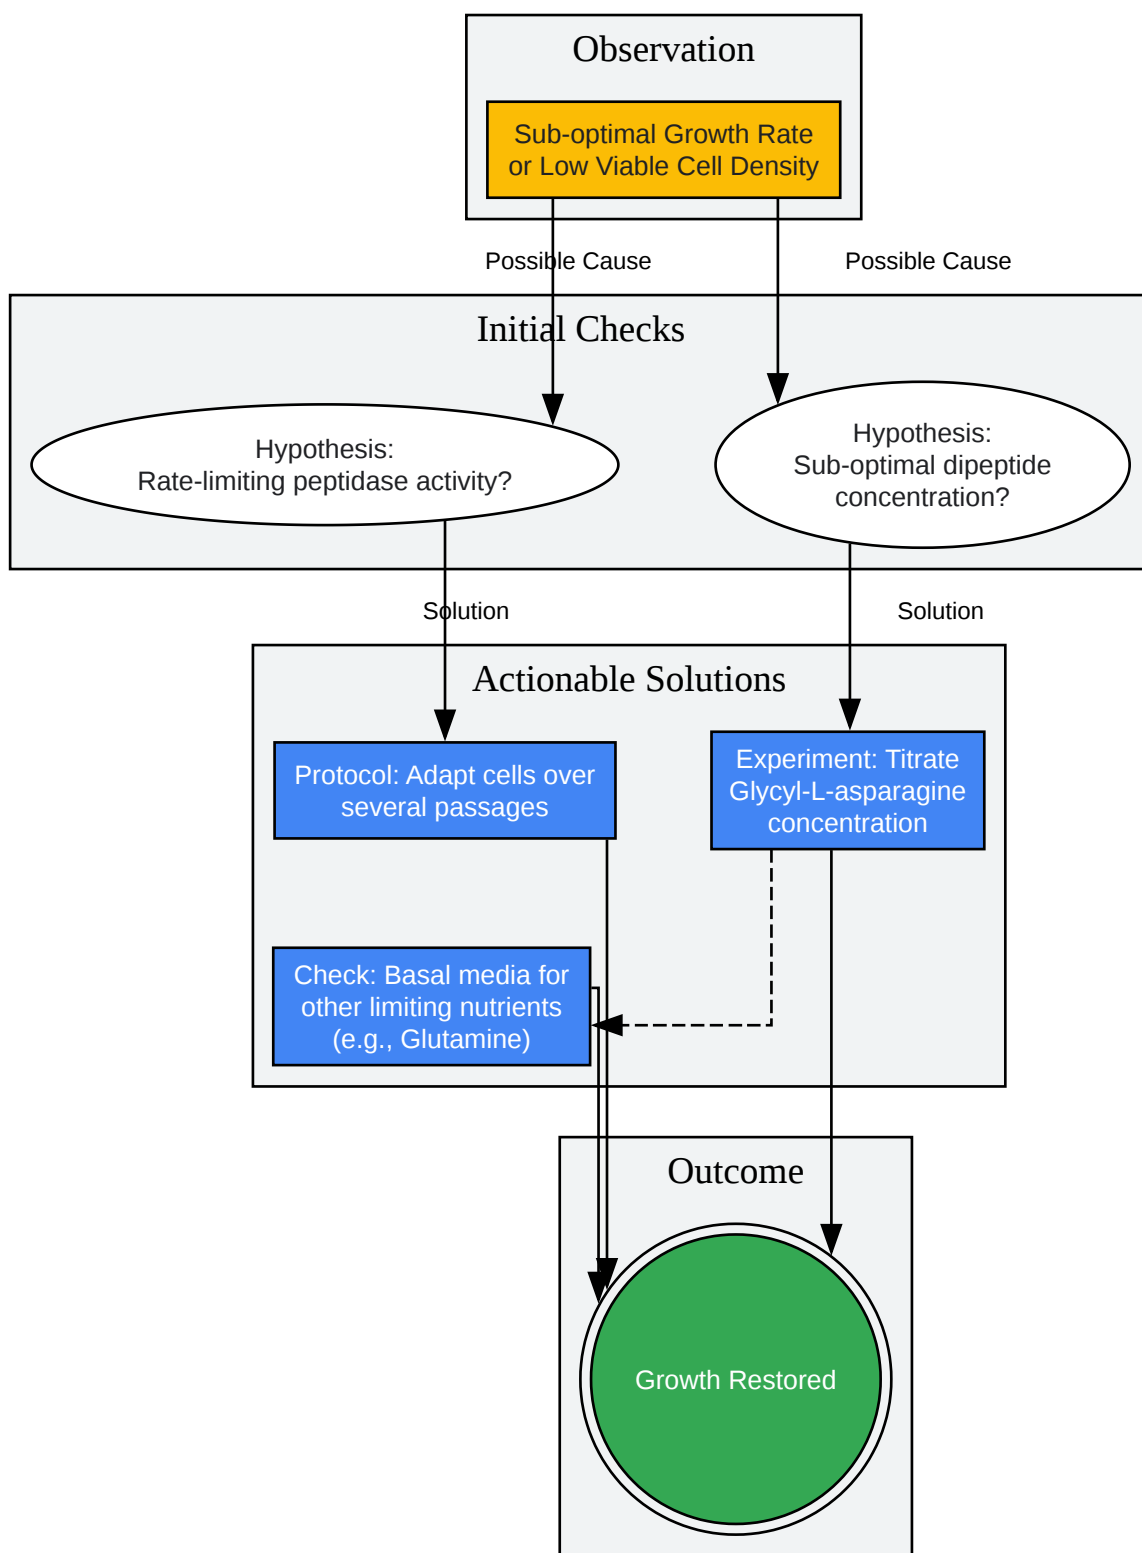 Observation
Sub-optimal Growth Rate
or Low Viable Cell Density
Possible Cause
Possible Cause
Initial Checks
Hypothesis:
Rate-limiting peptidase activity?
Hypothesis:
Sub-optimal dipeptide
concentration?
Solution
Solution
Actionable Solutions
Protocol: Adapt cells over
several passages
Experiment: Titrate
Glycyl-L-asparagine
concentration
Check: Basal media for
other limiting nutrients
(e.g., Glutamine)
Outcome
Growth Restored